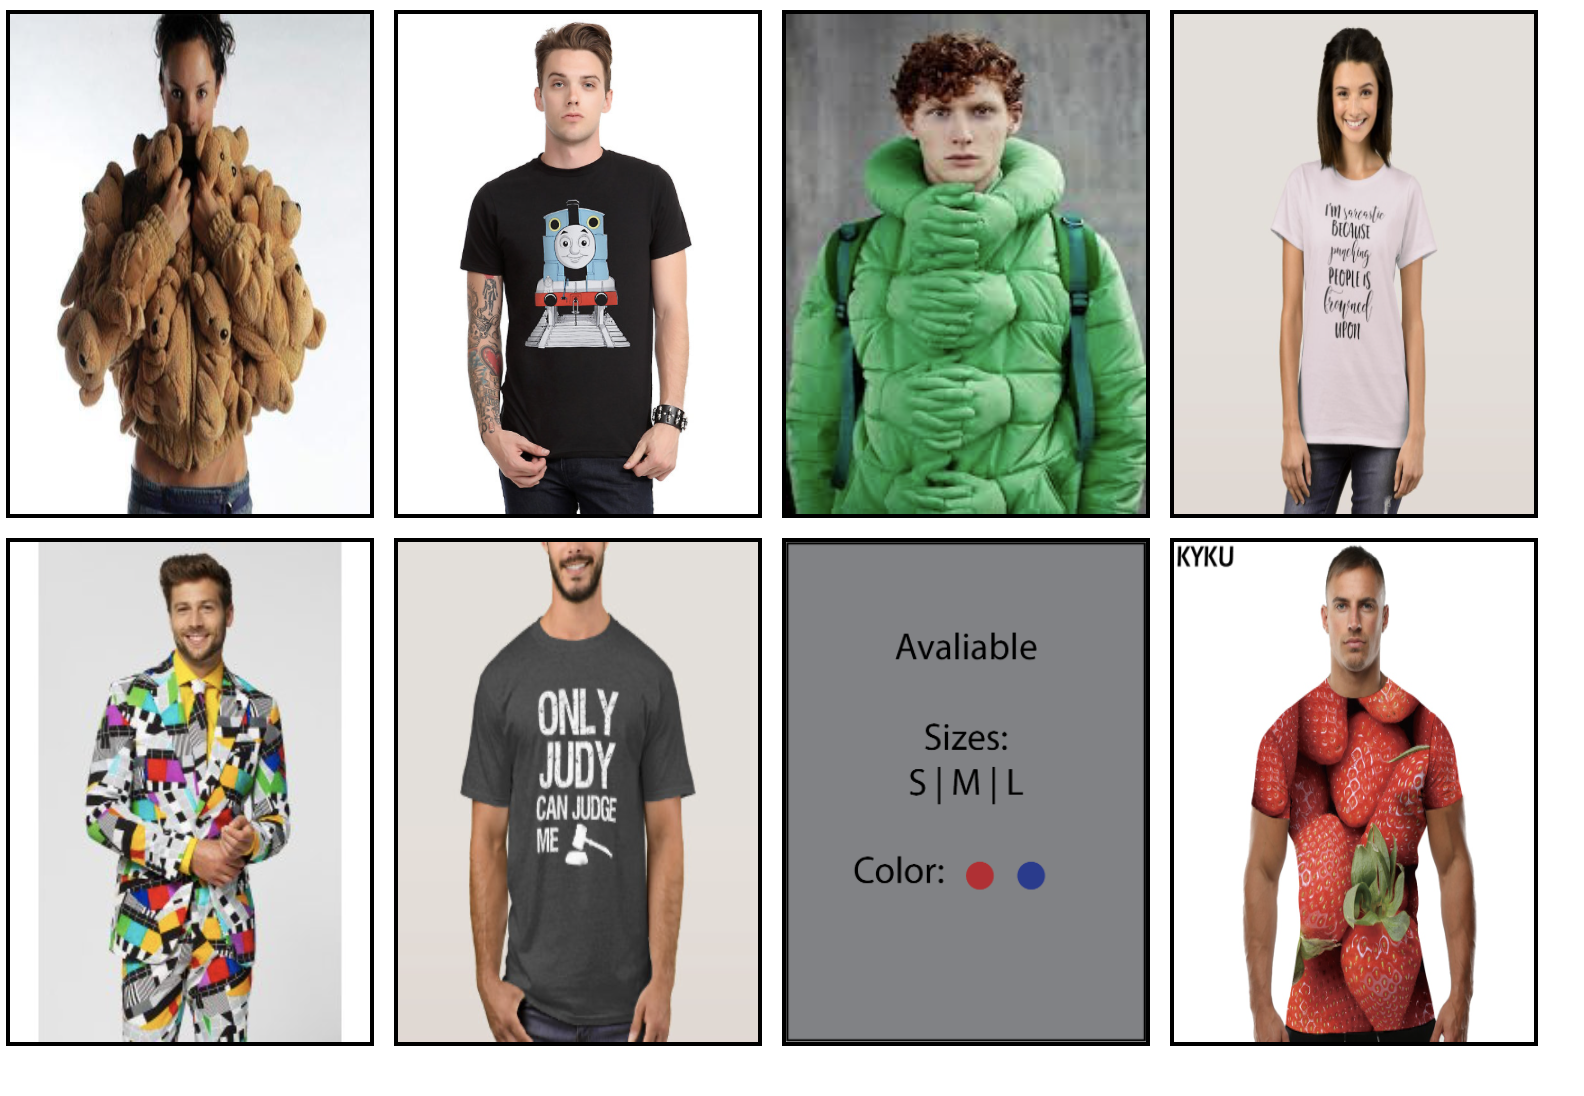 I'M sarcastic
BECAUSE
punching
PEOPLE IS
frowned
UPON
ONLY
JUDY
CAN JUDGE
ME
Avaliable
Sizes:
S | M | L
Color:
KYKU